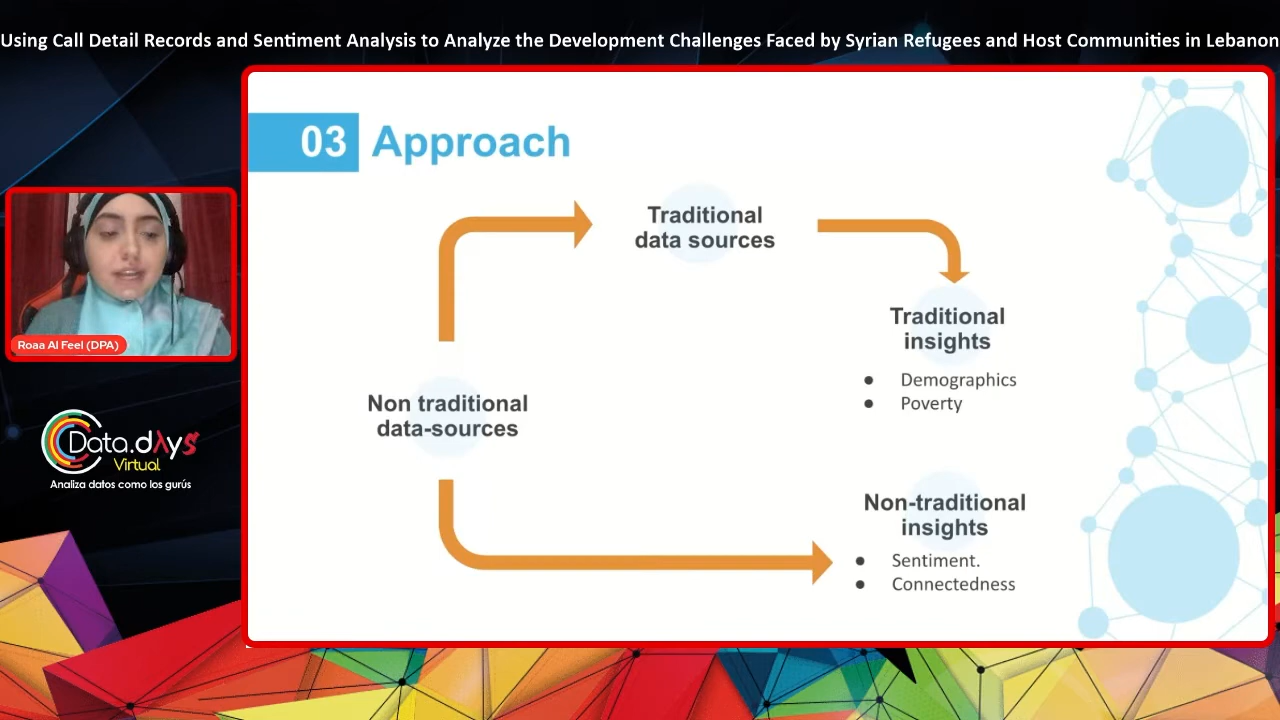 Using Call Detail Records and Sentiment Analysis to Analyze the Development Challenges Faced by Syrian Refugees and Host Communities in Lebanon
03 Approach
Traditional
data sources
Traditional
insights
● Demographics
● Poverty
Non traditional
data-sources
Non-traditional
insights
● Sentiment.
● Connectedness
Roaa Al Feel (DPA)
Data.dAys
Virtual
Analiza datos como los gurús